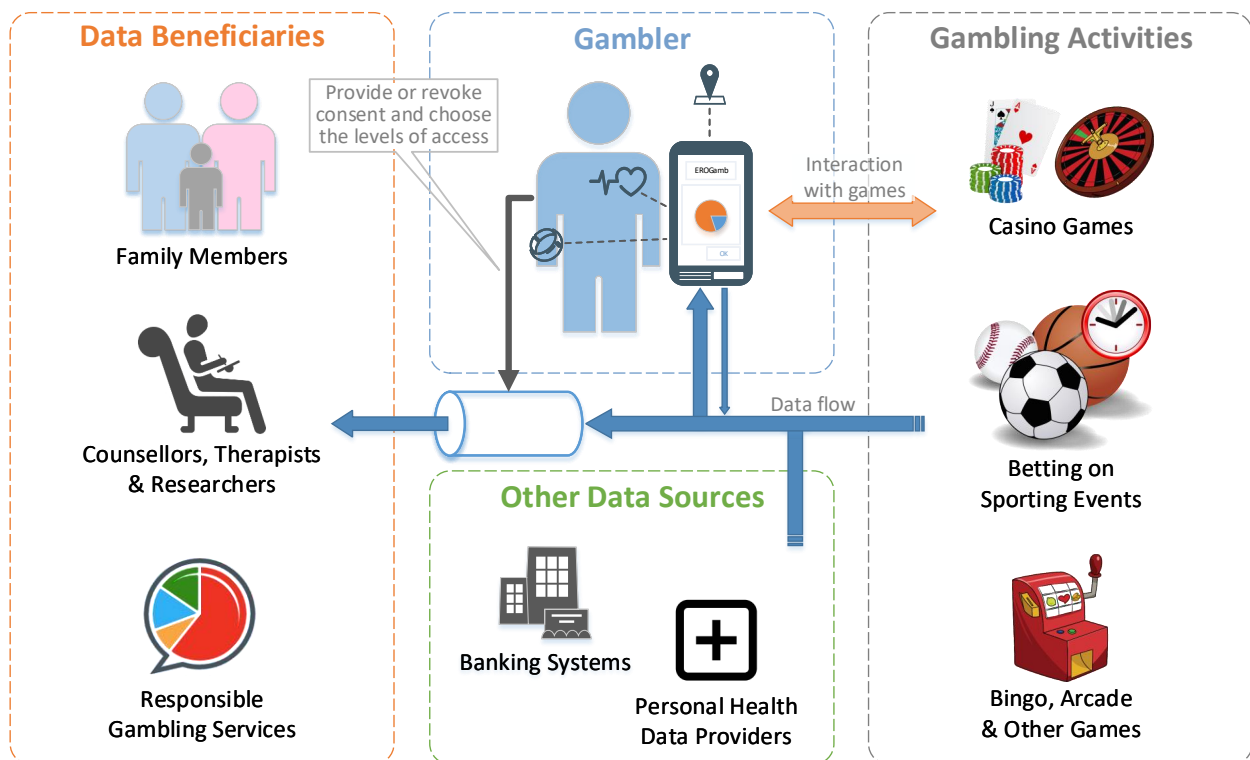 Data Beneficiaries
Family Members
Counsellors, Therapists
& Researchers
Responsible
Gambling Services
Gambler
Provide or revoke
consent and choose
the levels of access
EROGamb
OK
Interaction
with games
Data flow
Other Data Sources
Banking Systems
Personal Health
Data Providers
Gambling Activities
J
A
A
Casino Games
Betting on
Sporting Events
Bingo, Arcade
& Other Games